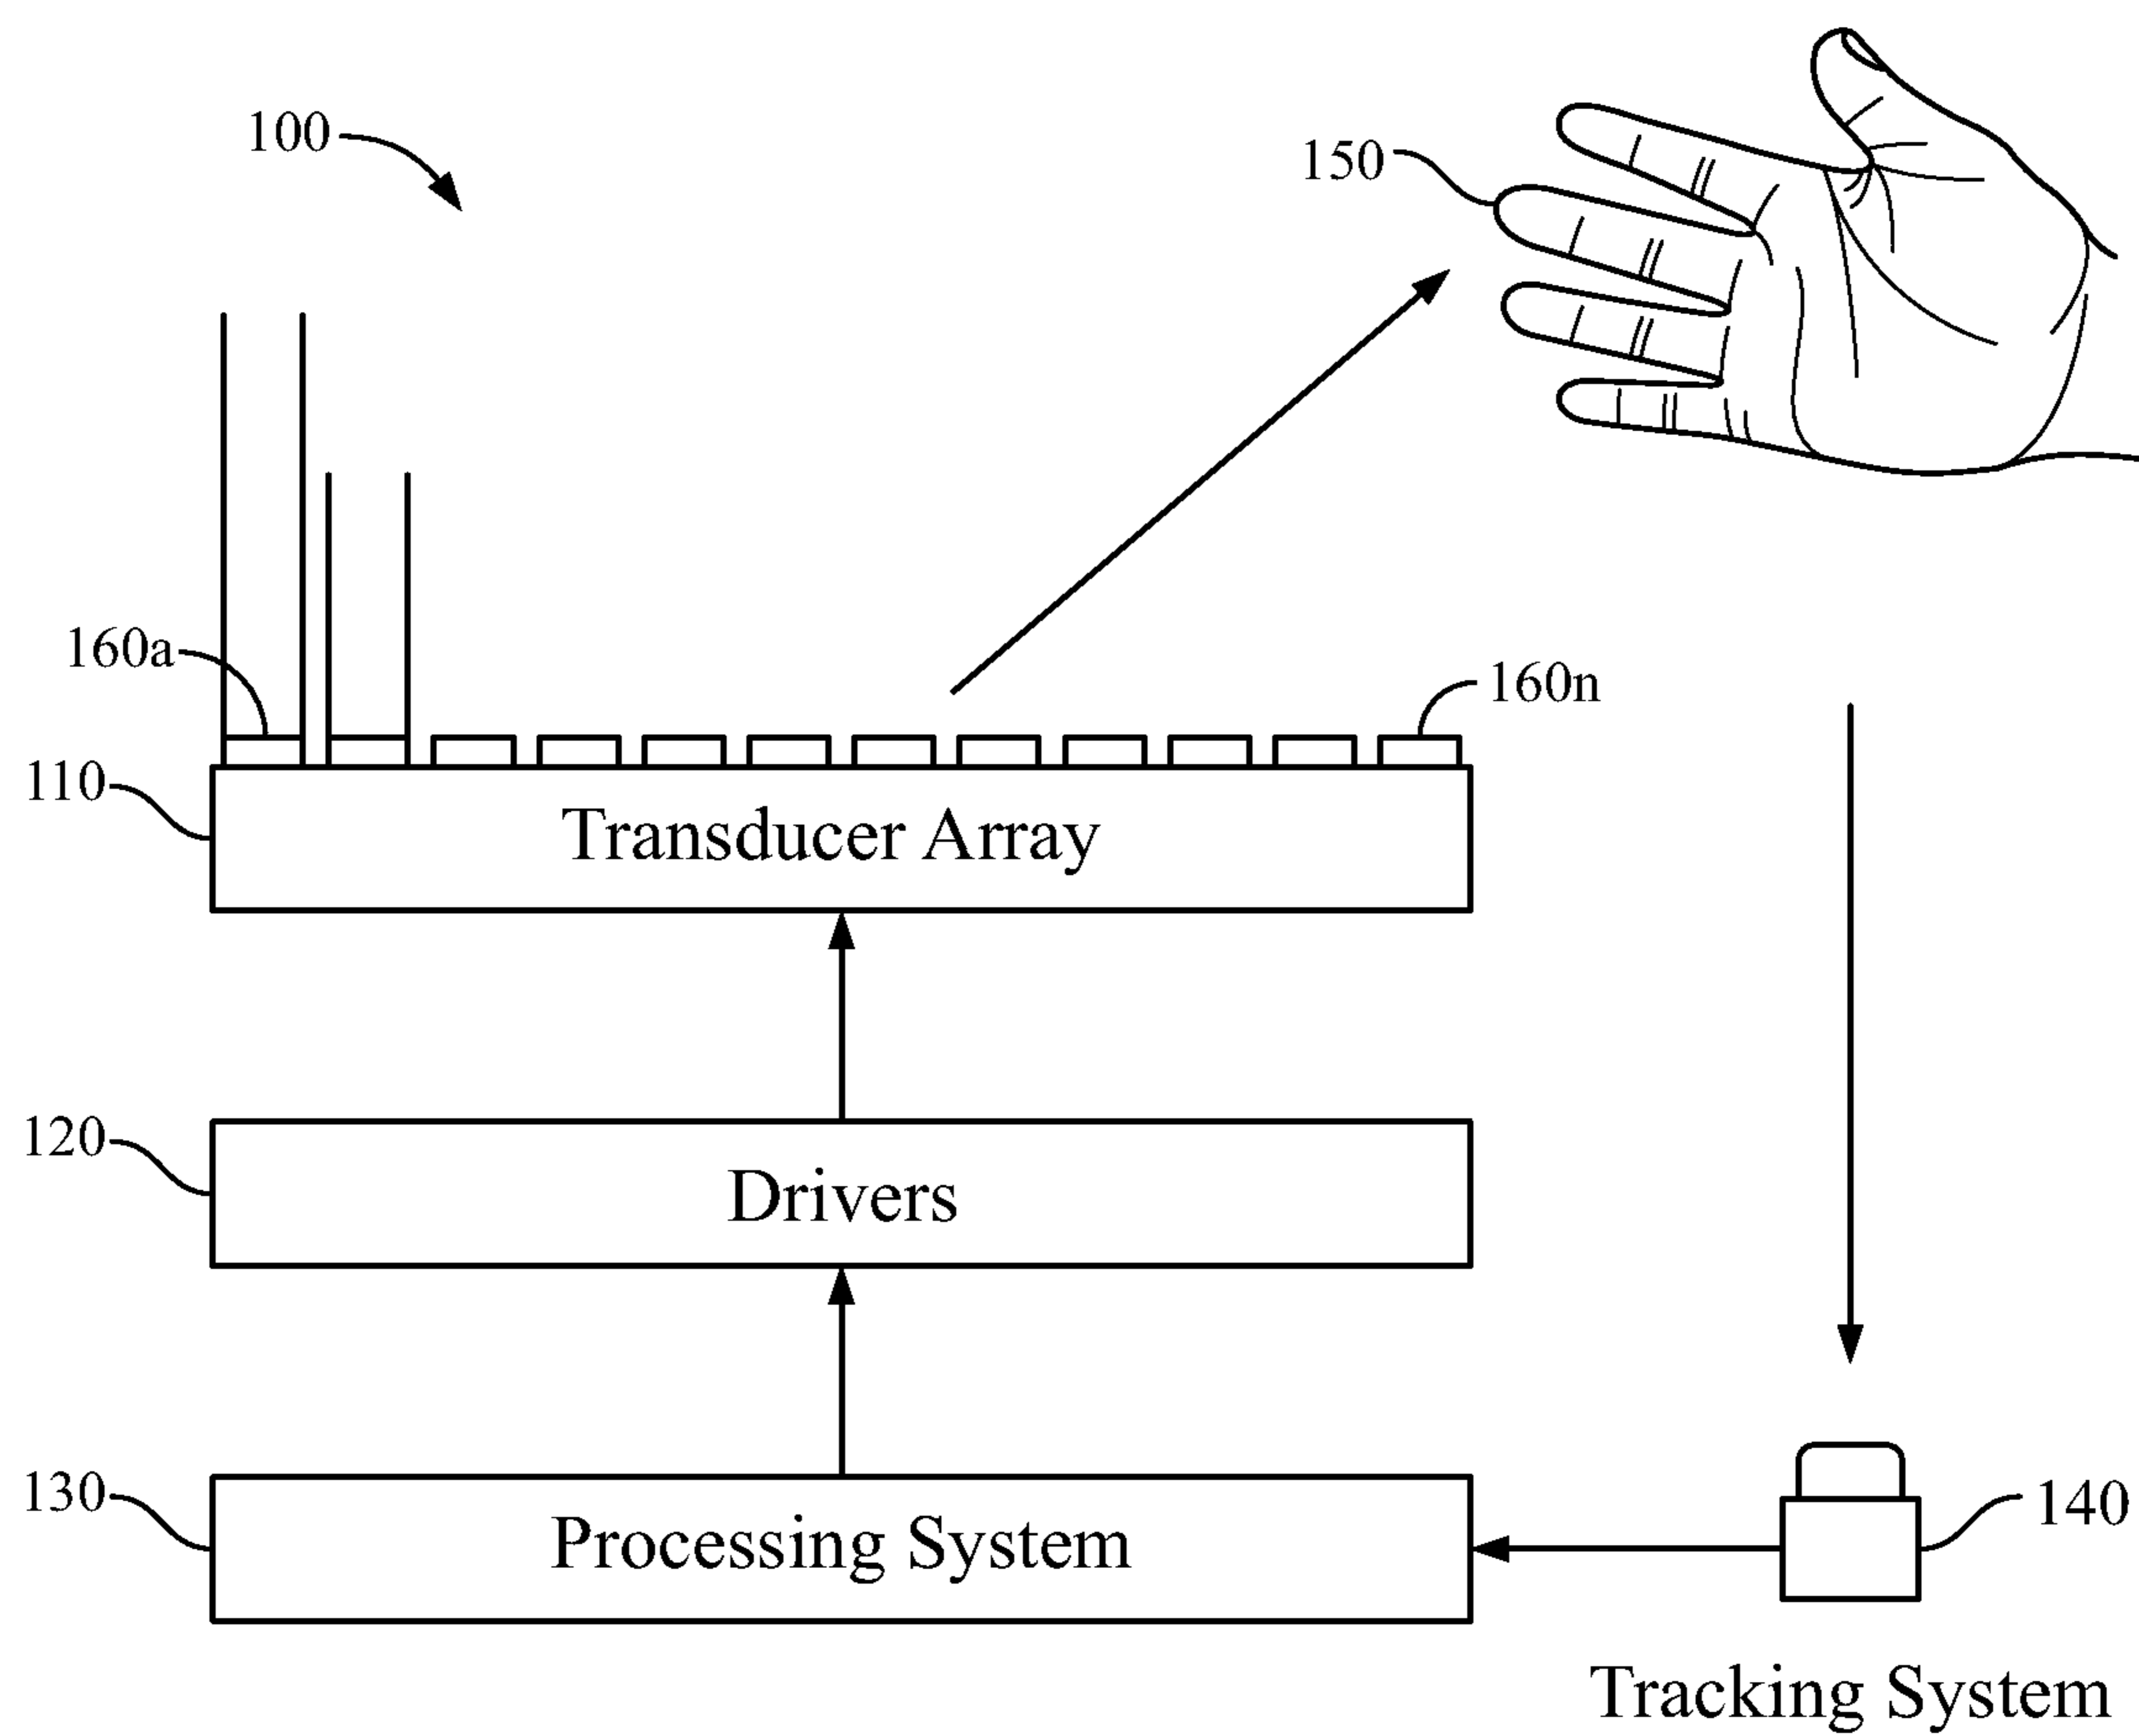 100
150
160a
160n
110
Transducer Array
120
Drivers
130
Processing System
140
Tracking System